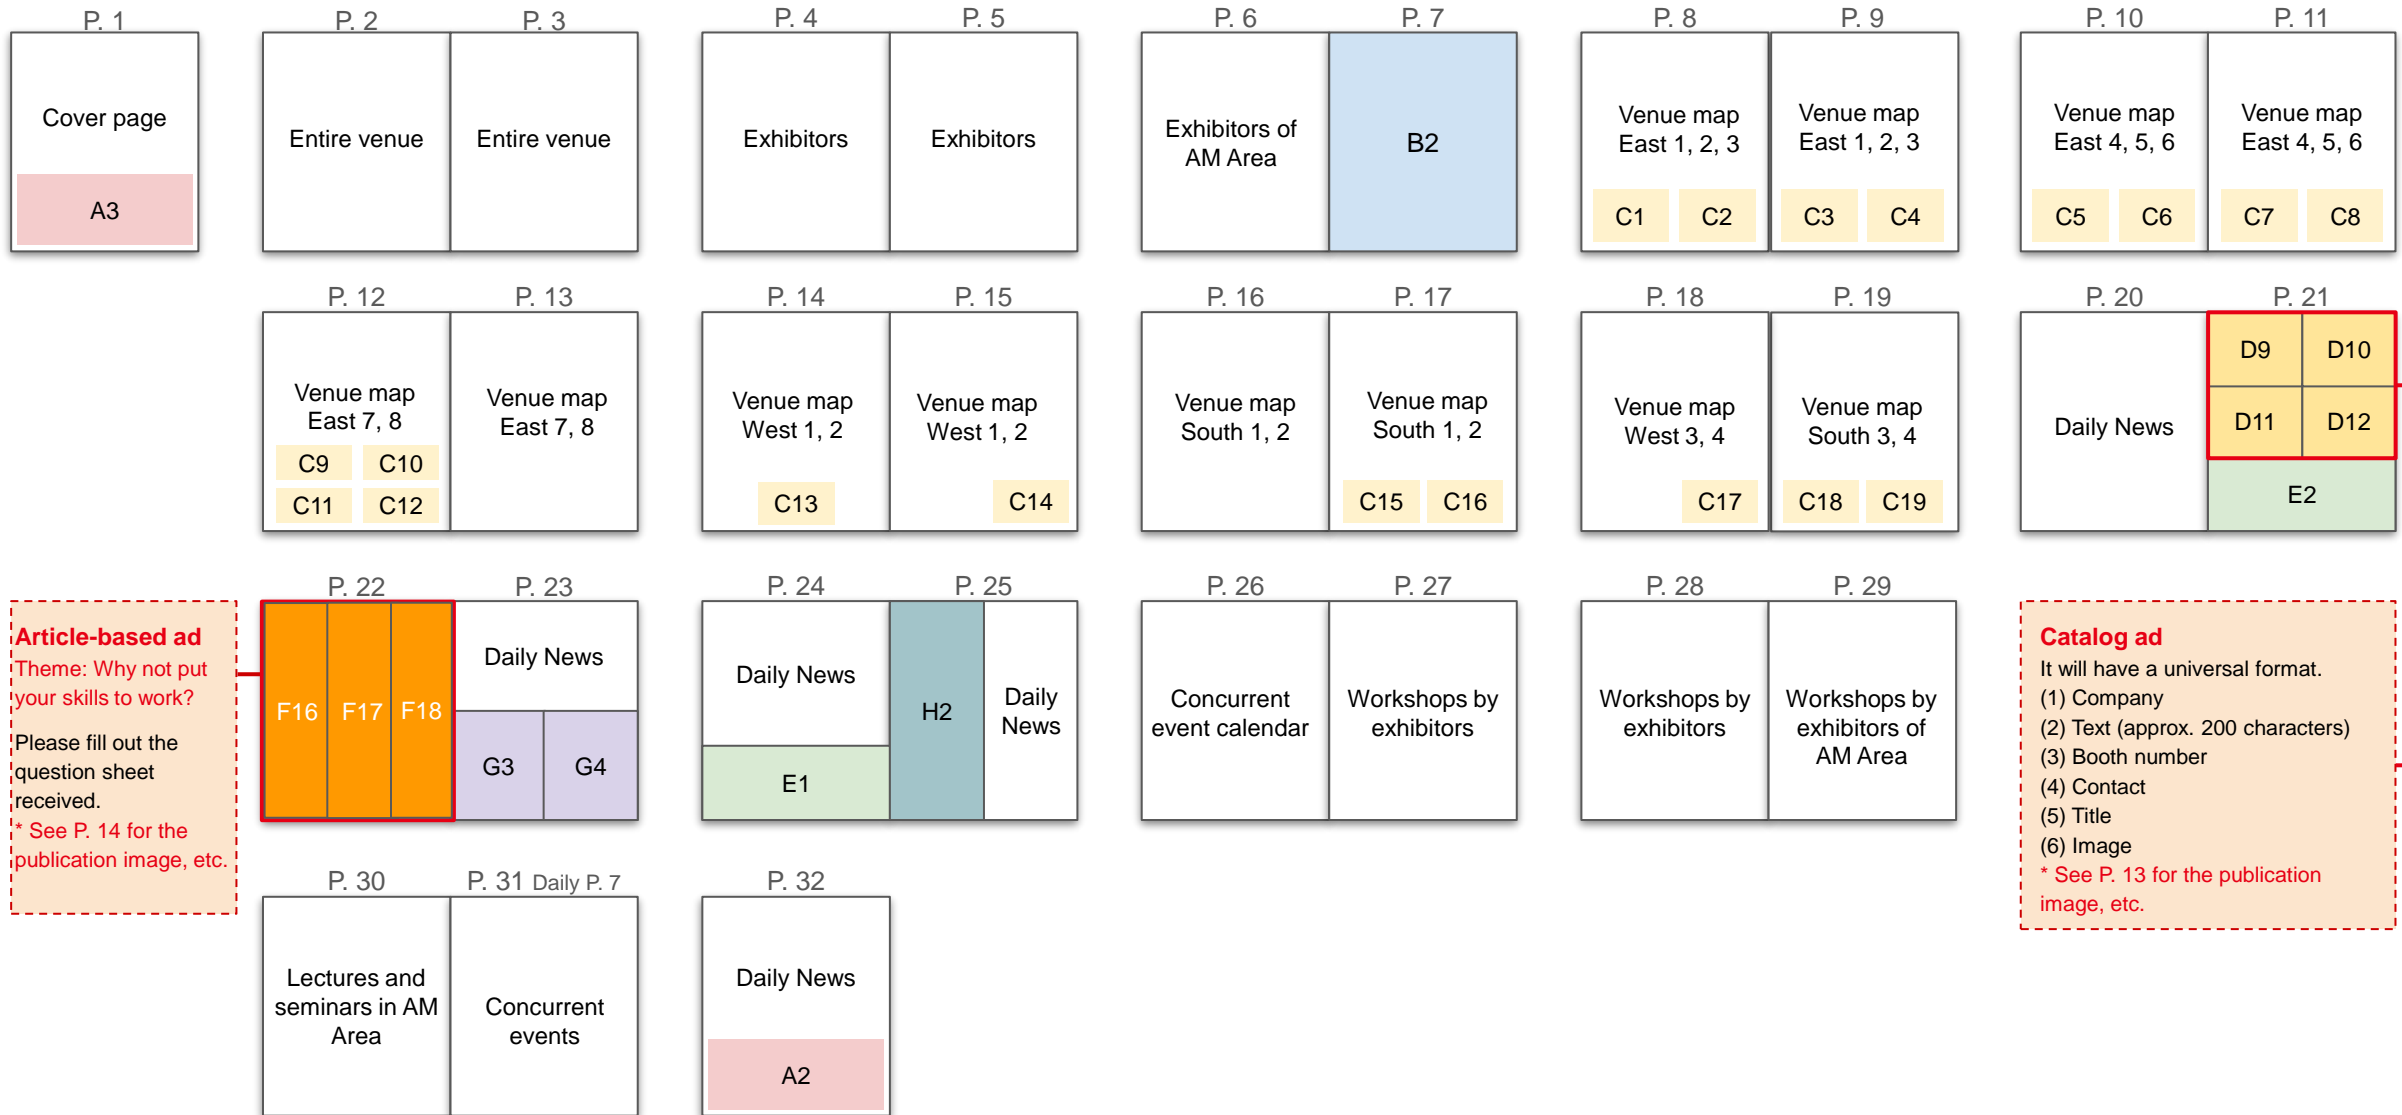 P. 1
P. 2
P. 3
P. 4
P. 5
P. 6
P. 7
P. 8
P. 9
P. 10
P. 11
Cover page
A3
Entire venue
Entire venue
Exhibitors
Exhibitors
Exhibitors of
AM Area
B2
Venue map
East 1, 2, 3
C1
C2
Venue map
East 1, 2, 3
C3
C4
Venue map
East 4, 5, 6
C5
C6
Venue map
East 4, 5, 6
C7
C8
P. 12
P. 13
P. 14
P. 15
P. 16
P. 17
P. 18
P. 19
P. 20
P. 21
Venue map
East 7, 8
C9
C10
C11
C12
Venue map
East 7, 8
Venue map
West 1, 2
C13
Venue map
West 1, 2
C14
Venue map
South 1, 2
Venue map
South 1, 2
C15
C16
Venue map
West 3, 4
C17
Venue map
South 3, 4
C18
C19
Daily News
D9
D10
D11
D12
E2
Article-based ad
Theme: Why not put
your skills to work?
Please fill out the
question sheet
received.
* See P. 14 for the
publication image, etc.
P. 22
P. 23
P. 24
P. 25
P. 26
P. 27
P. 28
P. 29
F16
F17
F18
Daily News
G3
G4
Daily News
E1
H2
Daily
News
Concurrent
event calendar
Workshops by
exhibitors
Workshops by
exhibitors
Workshops by
exhibitors of
AM Area
Catalog ad
It will have a universal format.
(1) Company
(2) Text (approx. 200 characters)
(3) Booth number
(4) Contact
(5) Title
(6) Image
* See P. 13 for the publication
image, etc.
P. 30
P. 31 Daily P. 7
P. 32
Lectures and
seminars in AM
Area
Concurrent
events
Daily News
A2